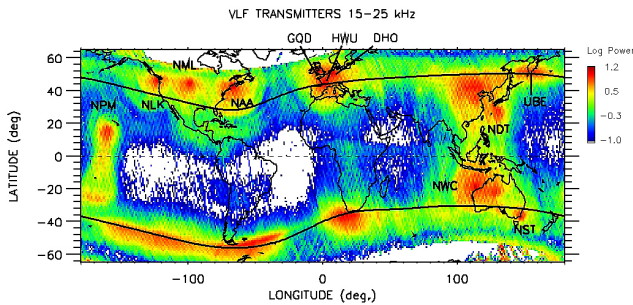 VLF TRANSMITTERS 15-25 kHz
GQD HWU DHO
Log Power
NML
NPM NLK NAA
UBE
NDT
NWC
NST
60
40
20
0
-20
-40
-60
LATITUDE (deg)
-100 0 100
LONGITUDE (deg,)
1.2
0.5
-0.3
-1.0